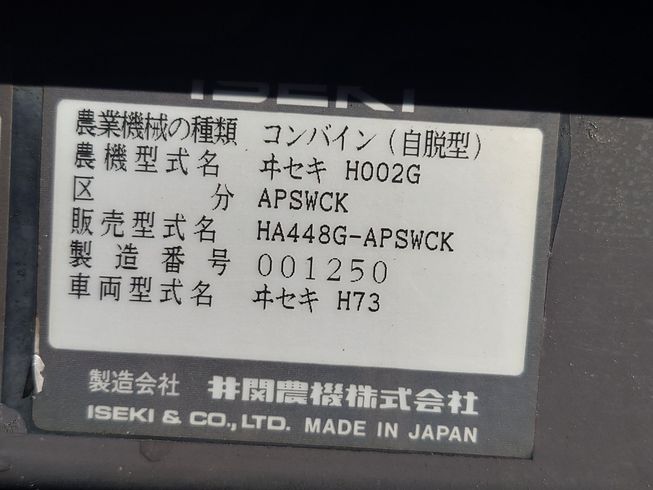 ISEKI
農業機械の種類 コンバイン(自脱型)
農機型式名 ヰセキ H002G
区分 APSWCK
販売型式名 HA448G-APSWCK
製造番号 001250
車両型式名 ヰセキ H73
製造会社 井関農機株式会社
ISEKI & CO., LTD. MADE IN JAPAN